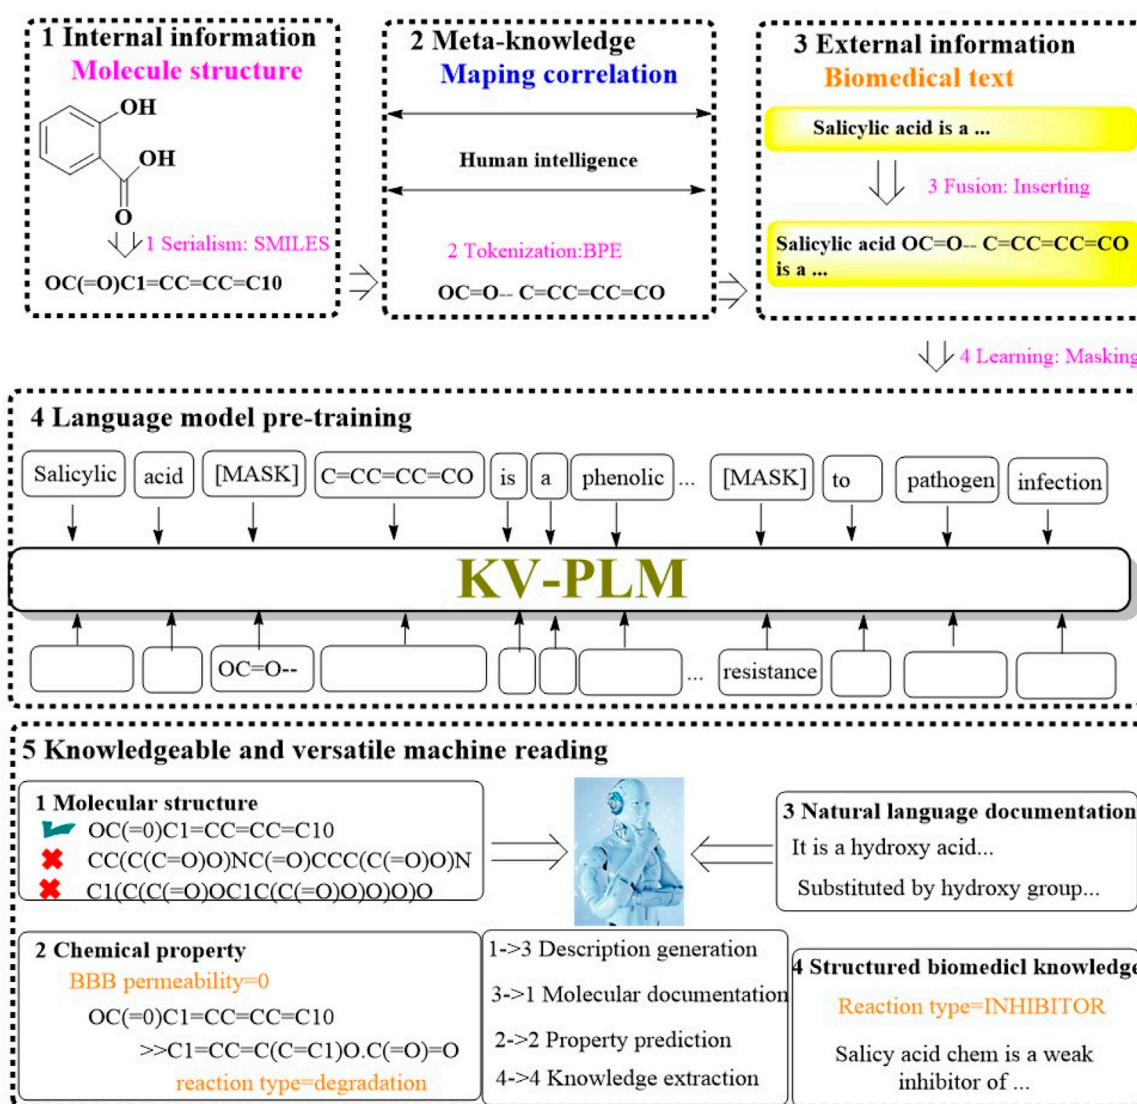 1 Internal information
Molecule structure
OH
OH
O
1 Serialism: SMILES
OC(=O)C1=CC=CC=C10
2 Meta-knowledge
Maping correlation
Human intelligence
2 Tokenization:BPE
OC=O-- C=CC=CC=CO
3 External information
Biomedical text
Salicylic acid is a ...
3 Fusion: Inserting
Salicylic acid OC=O-- C=CC=CC=CO
is a ...
4 Learning: Masking
4 Language model pre-training
Salicylic acid [MASK] C=CC=CC=CO is a phenolic ... [MASK] to pathogen infection
KV-PLM
OC=O-- ... resistance
5 Knowledgeable and versatile machine reading
1 Molecular structure
OC(=0)C1=CC=CC=C10
CC(C(C(=O)O)NC(=O)CCC(C(=O)O)N
C1(C(C(=O)OC1C(C(=O)O)O)O)O
3 Natural language documentation
It is a hydroxy acid...
Substituted by hydroxy group...
2 Chemical property
BBB permeability=0
OC(=0)C1=CC=CC=C10
>>C1=CC=C(C=C1)O.C(=O)=O
reaction type=degradation
1->3 Description generation
3->1 Molecular documentation
2->2 Property prediction
4->4 Knowledge extraction
4 Structured biomedicl knowledge
Reaction type=INHIBITOR
Salicy acid chem is a weak
inhibitor of ...